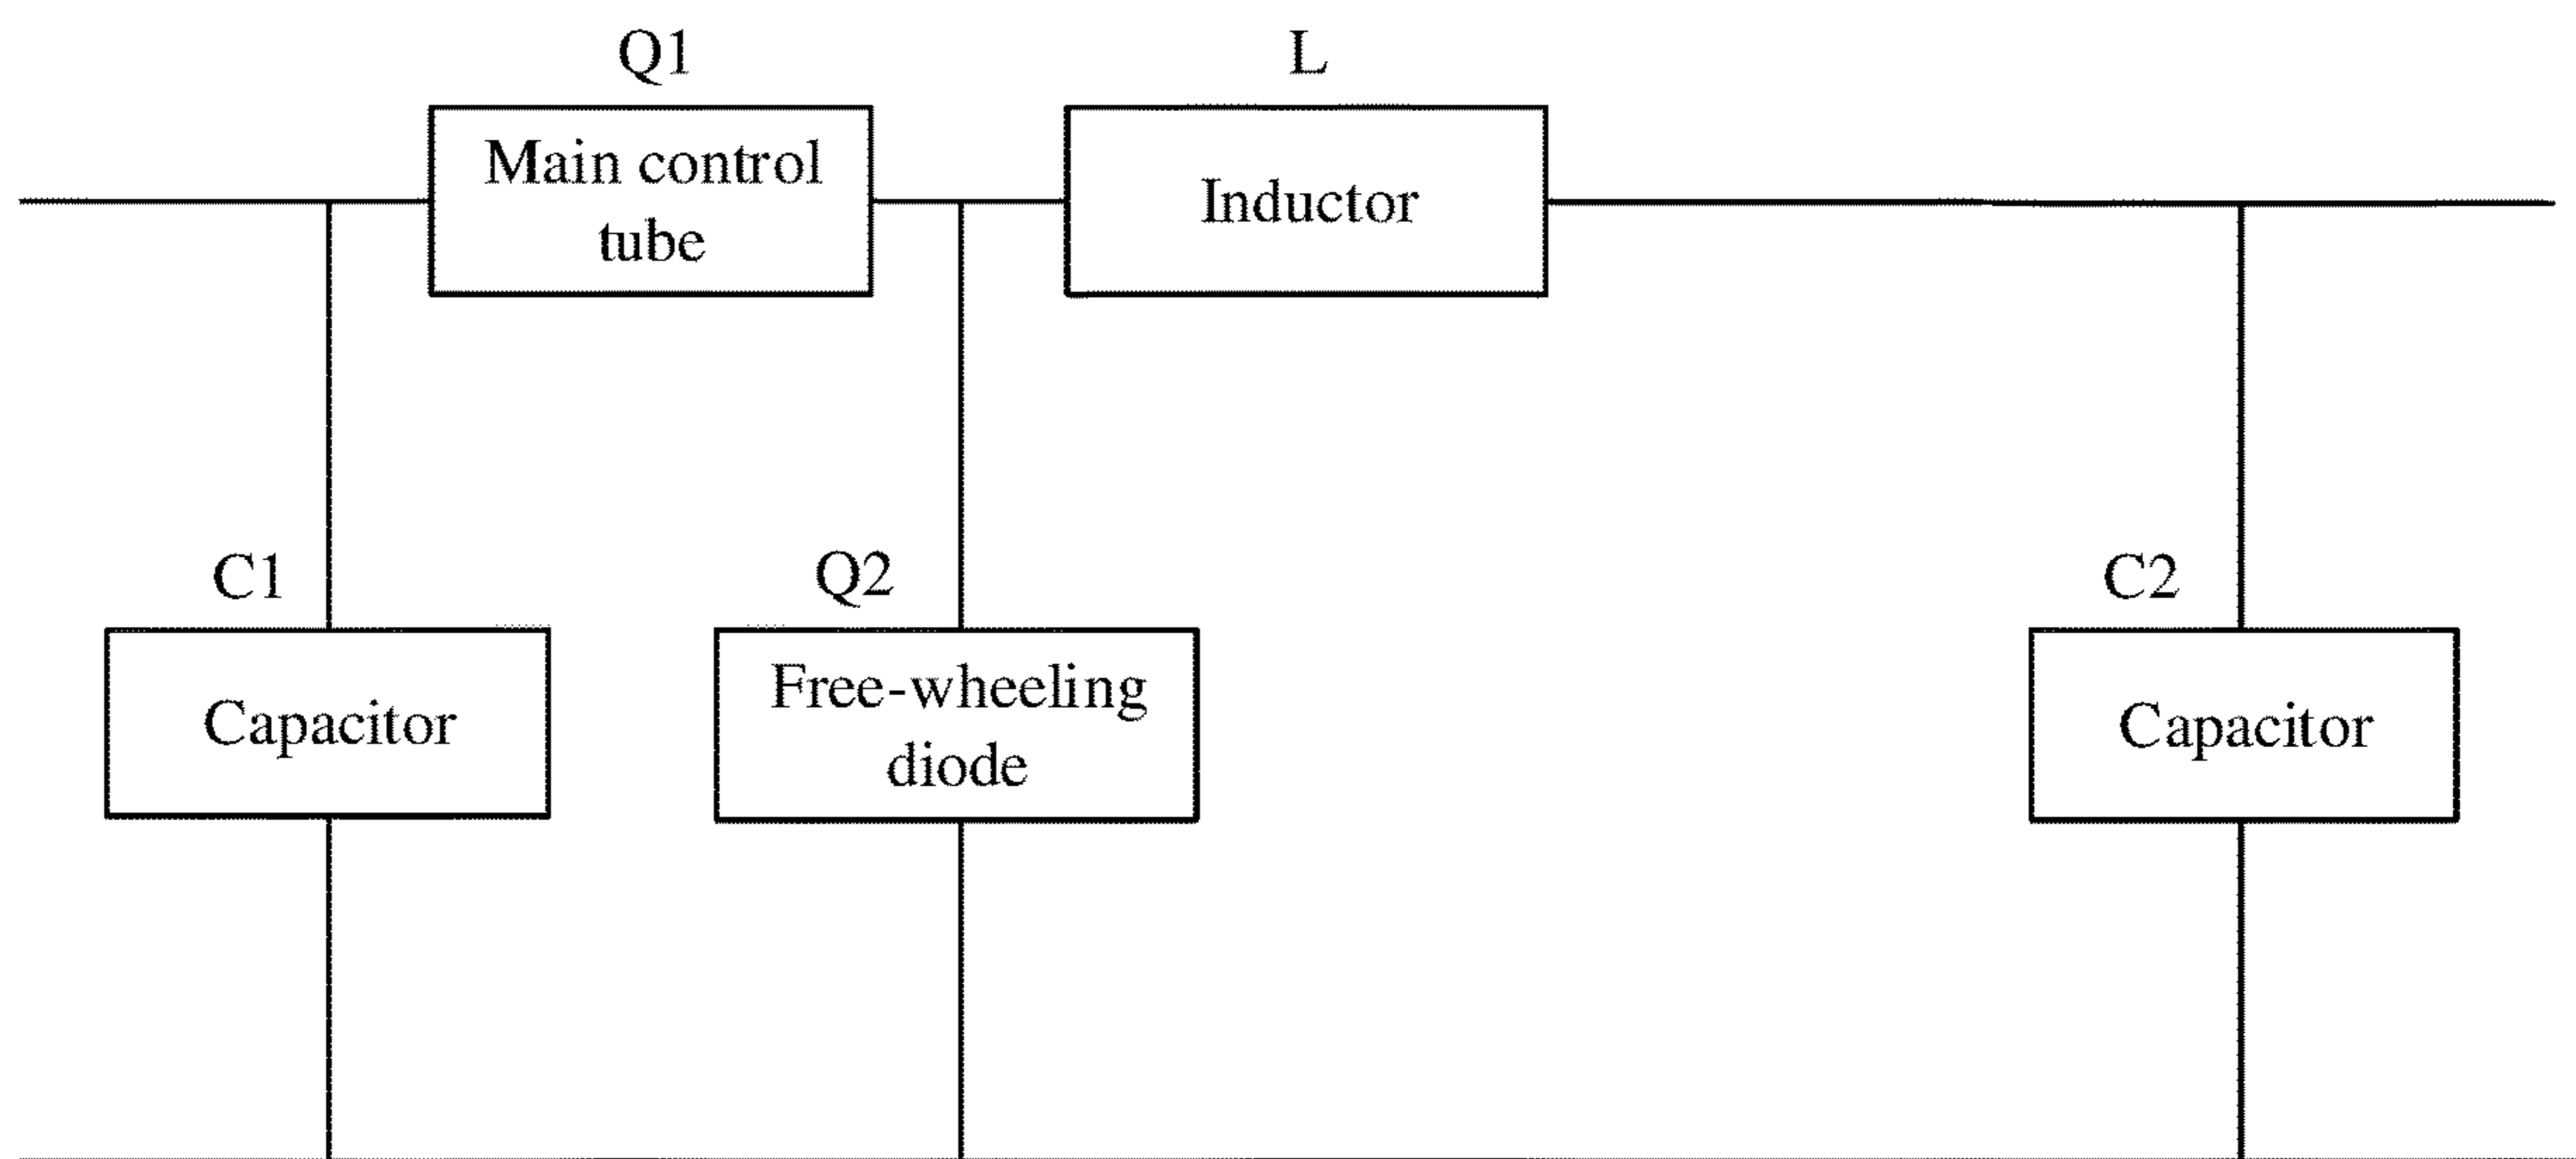 Q1
L
Main control
tube
Inductor
C1
Q2
C2
Capacitor
Free-wheeling
diode
Capacitor